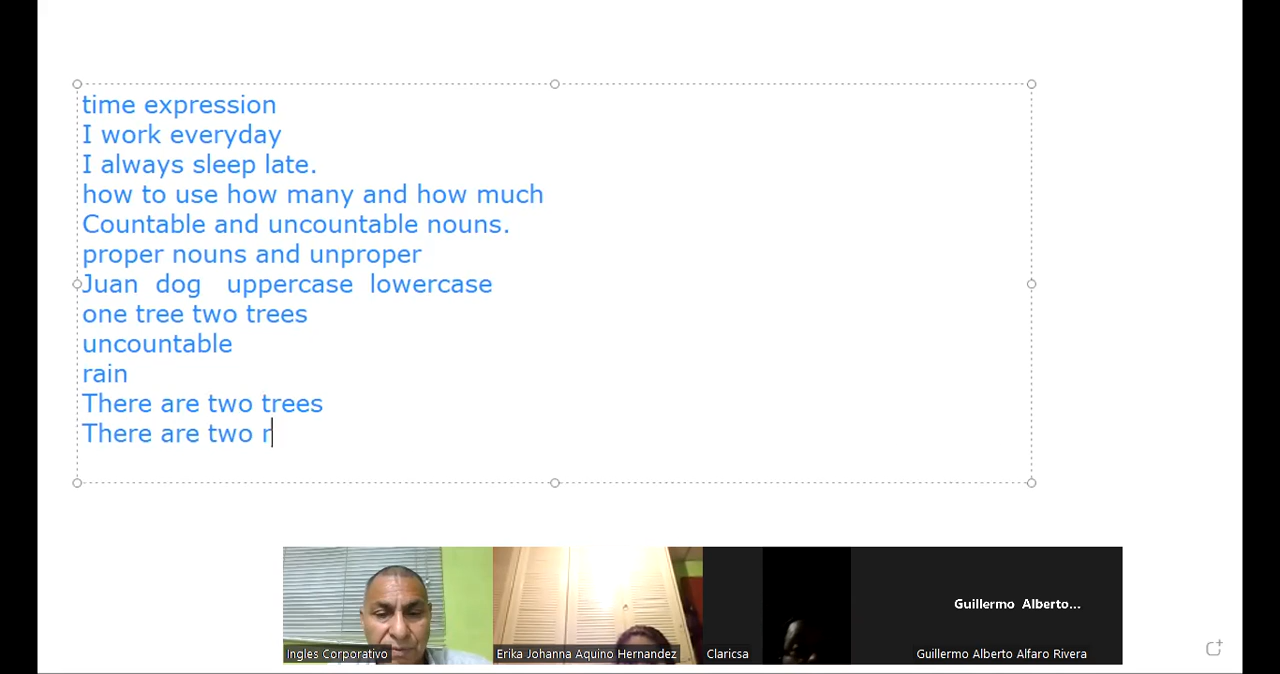 time expression
I work everyday
I always sleep late.
how to use how many and how much
Countable and uncountable nouns.
proper nouns and unproper
Juan dog uppercase lowercase
one tree two trees
uncountable
rain
There are two trees
There are two r
Guillermo Alberto...
Ingles Corporativo
Erika Johanna Aquino Hernandez
Claricsa
Guillermo Alberto Alfaro Rivera